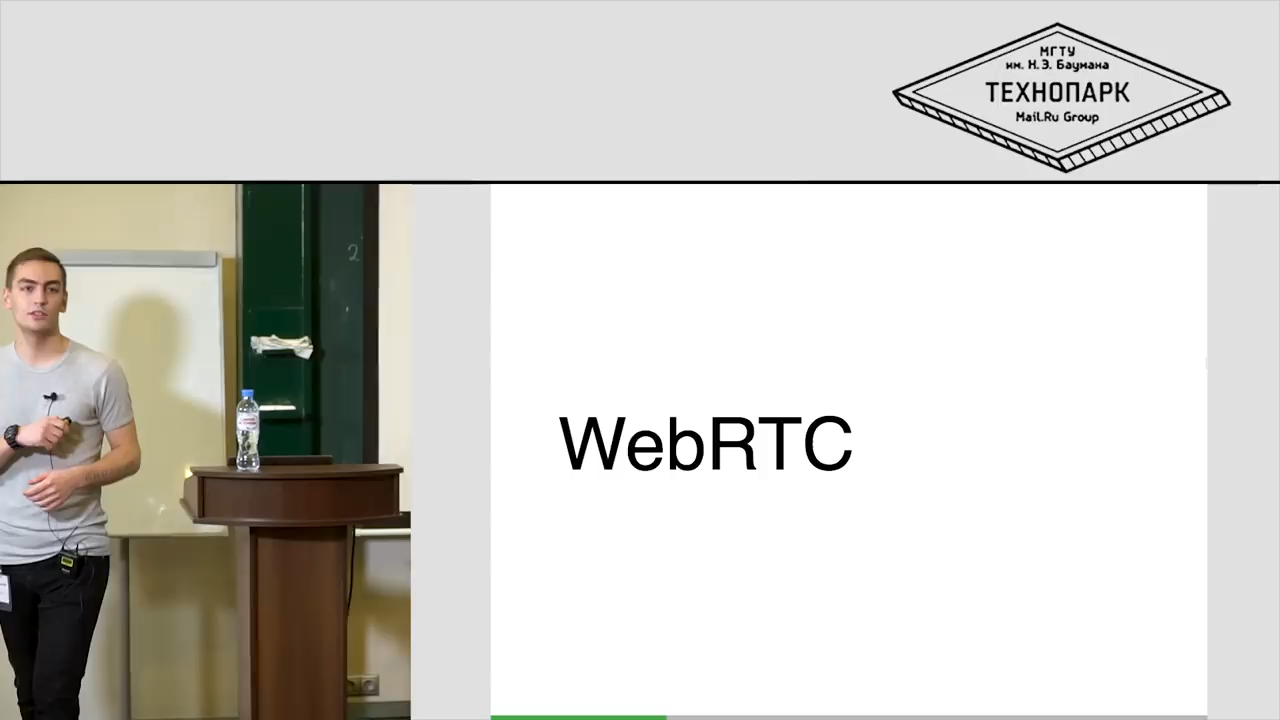 МГТУ
им. Н.Э. Баумана
ТЕХНОПАРК
Mail.Ru Group
2
WebRTC